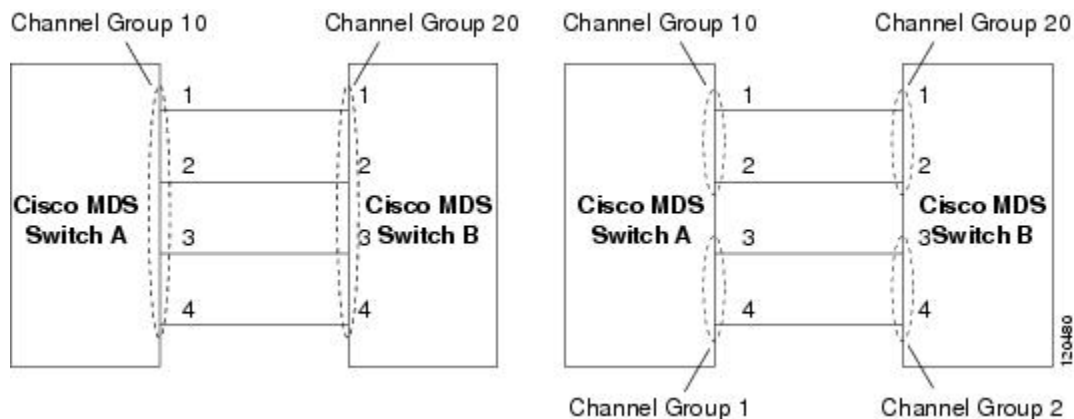 Channel Group 10
Channel Group 20
1
1
2
2
Cisco MDS
Switch A
Cisco MDS
Switch B
3
3
4
4
Channel Group 10
Channel Group 20
1
1
2
2
Cisco MDS
Switch A
Cisco MDS
Switch B
3
3
4
4
Channel Group 1
Channel Group 2
120480